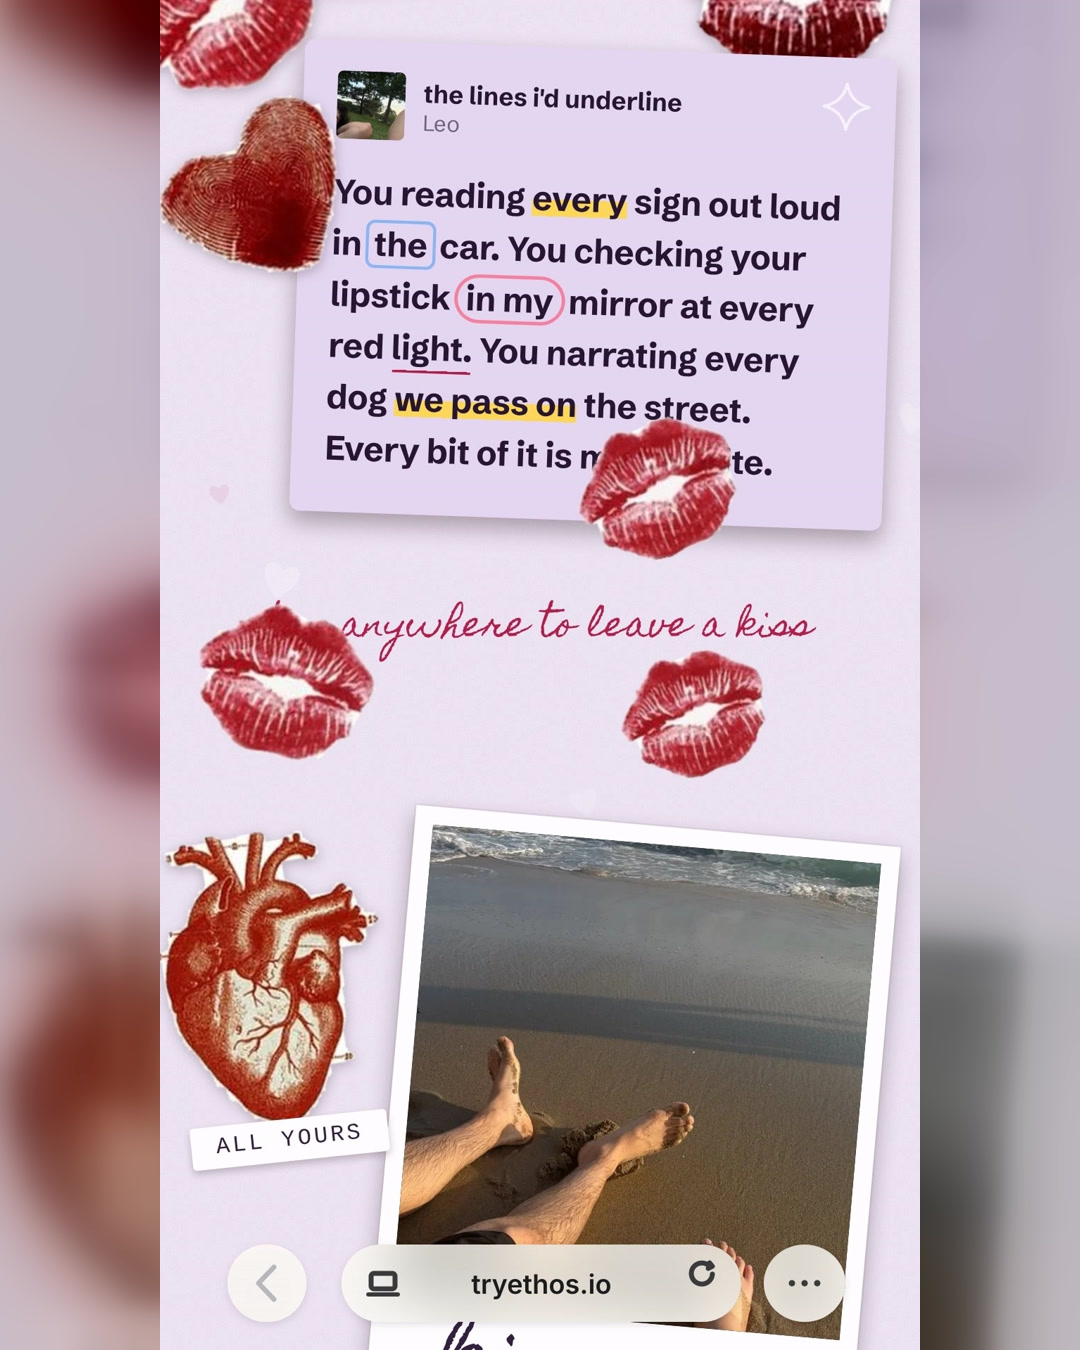 the lines i'd underline
Leo
You reading every sign out loud
in the car. You checking your
lipstick in my mirror at every
red light. You narrating every
dog we pass on the street.
Every bit of it is
anywhere to leave a kiss
ALL YOURS
tryethos.io